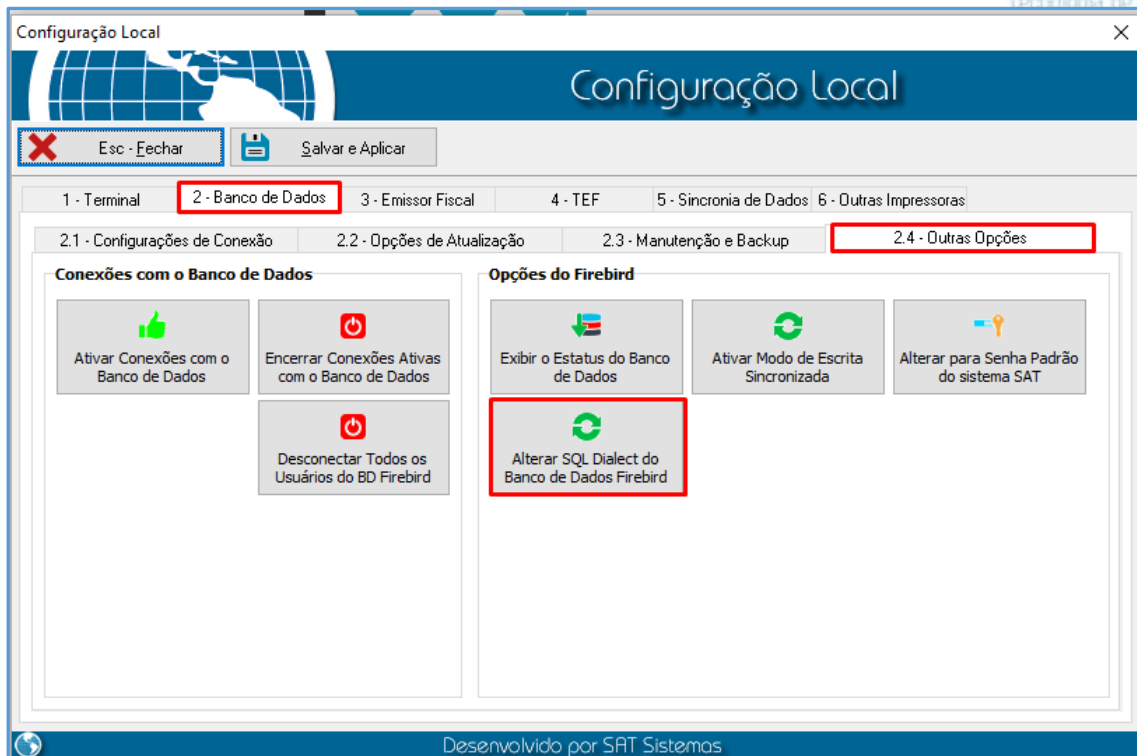 Configuração Local
Configuração Local
Esc - Fechar
Salvar e Aplicar
1 - Terminal
2 - Banco de Dados
3 - Emissor Fiscal
4 - TEF
5 - Sincronia de Dados
6 - Outras Impressoras
2.1 - Configurações de Conexão
2.2 - Opções de Atualização
2.3 - Manutenção e Backup
2.4 - Outras Opções
Conexões com o Banco de Dados
Ativar Conexões com o
Banco de Dados
Encerrar Conexões Ativas
com o Banco de Dados
Desconectar Todos os
Usuários do BD Firebird
Opções do Firebird
Exibir o Estatus do Banco
de Dados
Ativar Modo de Escrita
Sincronizada
Alterar para Senha Padrão
do sistema SAT
Alterar SQL Dialect do
Banco de Dados Firebird
Desenvolvido por SAT Sistemas